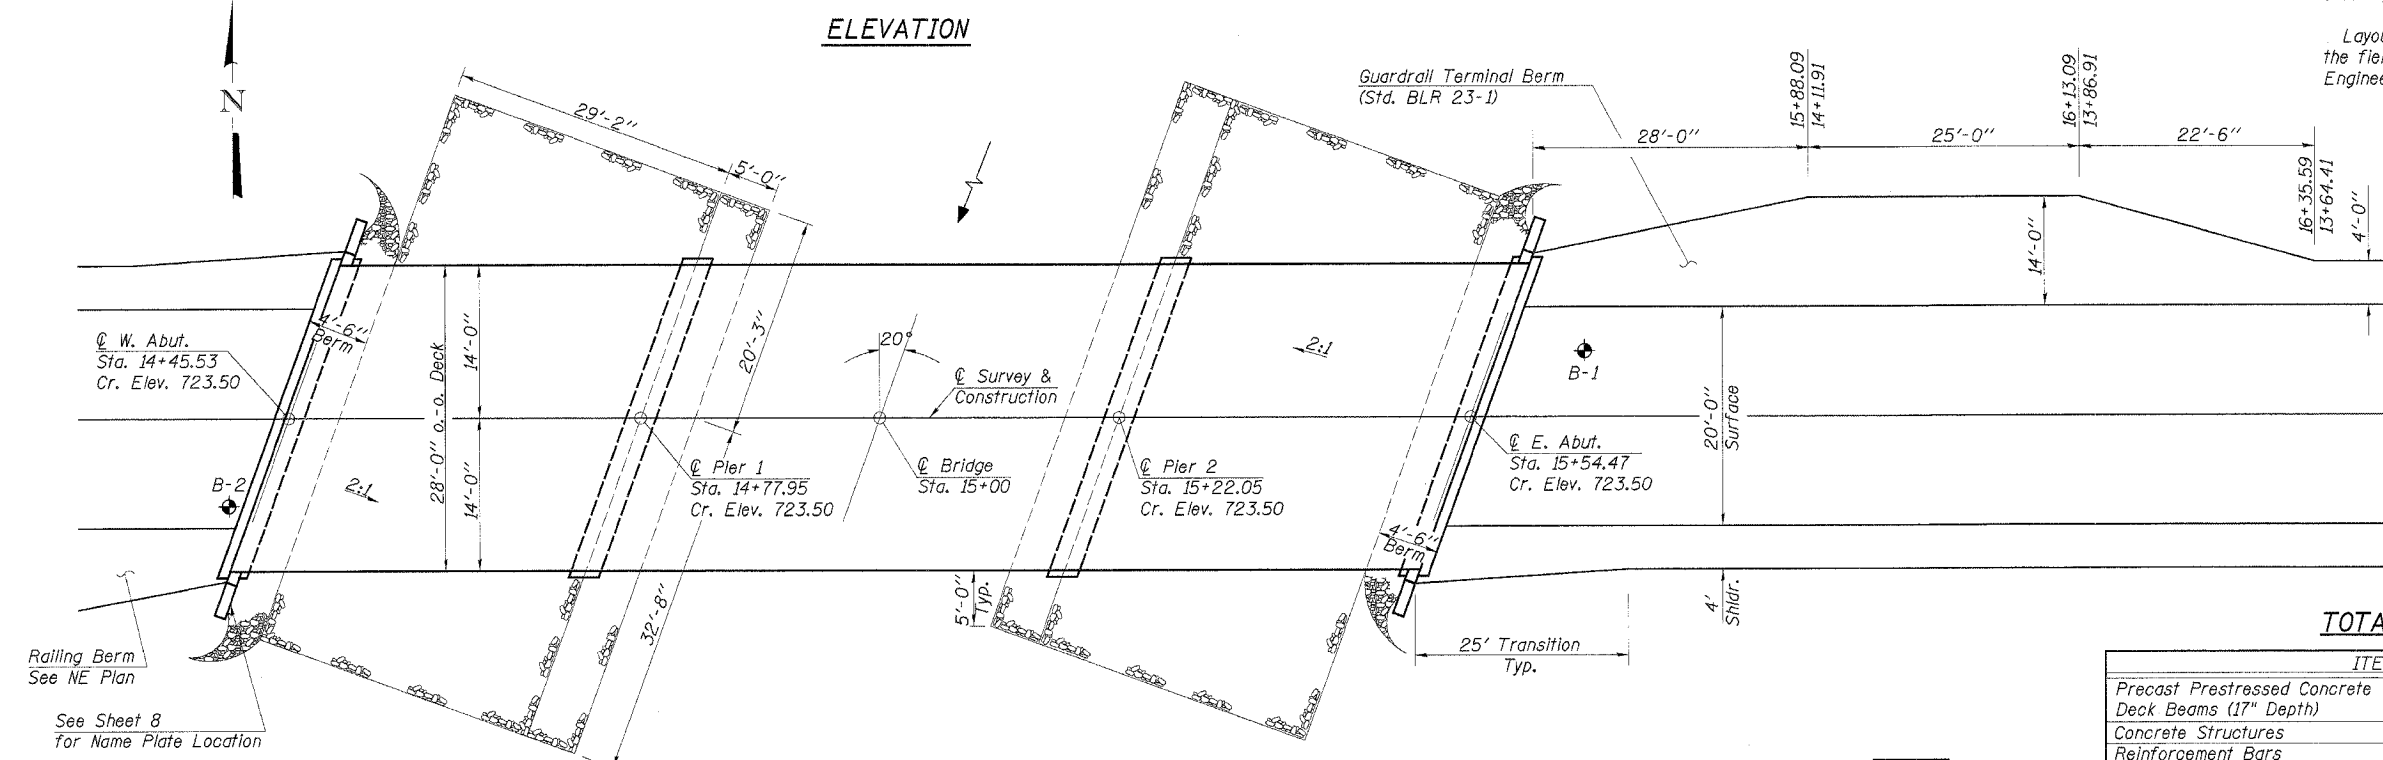 ELEVATION
Layou
the fiel
Enginee
Guardrail Terminal Berm
(Std. BLR 23-1)
15+88.09
14+11.91
16+13.09
13+86.91
N
29'-2"
28'-0"
25'-0"
22'-6"
5'-0"
16+35.59
13+64.41
4'-0"
14'-0"
4'-6"
Berm
℄ W. Abut.
Sta. 14+45.53
Cr. Elev. 723.50
28'-0" o.-o. Deck
14'-0"
20'-3"
20°
2:1
℄ Survey &
Construction
B-1
20'-0"
Surface
℄ E. Abut.
Sta. 15+54.47
Cr. Elev. 723.50
B-2
2:1
14'-0"
℄ Pier 1
Sta. 14+77.95
Cr. Elev. 723.50
℄ Bridge
Sta. 15+00
℄ Pier 2
Sta. 15+22.05
Cr. Elev. 723.50
4'-6"
Berm
32'-8"
5'-0"
Typ.
4'
Shldr.
25' Transition
Typ.
Railing Berm
See NE Plan
See Sheet 8
for Name Plate Location
TOTA
ITE
Precast Prestressed Concrete
Deck Beams (17" Depth)
Concrete Structures
Reinforcement Bars